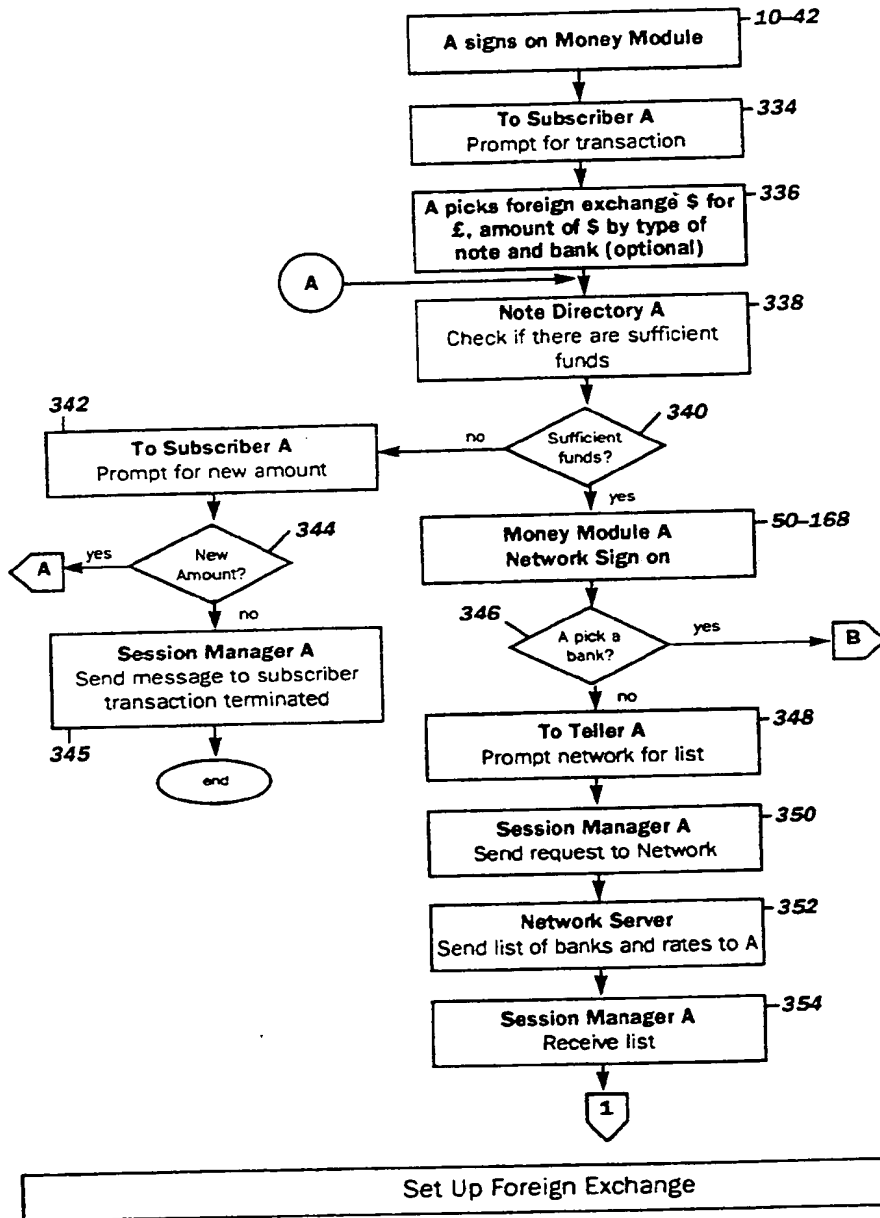 10–42
A signs on Money Module
334
To Subscriber A
Prompt for transaction
336
A picks foreign exchange $ for
£, amount of $ by type of
note and bank (optional)
A
338
Note Directory A
Check if there are sufficient
funds
342
340
To Subscriber A
Prompt for new amount
no
Sufficient
funds?
yes
344
50–168
Money Module A
Network Sign on
A
yes
New
Amount?
no
346
A pick a
bank?
yes
B
no
Session Manager A
Send message to subscriber
transaction terminated
345
end
348
To Teller A
Prompt network for list
350
Session Manager A
Send request to Network
352
Network Server
Send list of banks and rates to A
354
Session Manager A
Receive list
1
Set Up Foreign Exchange